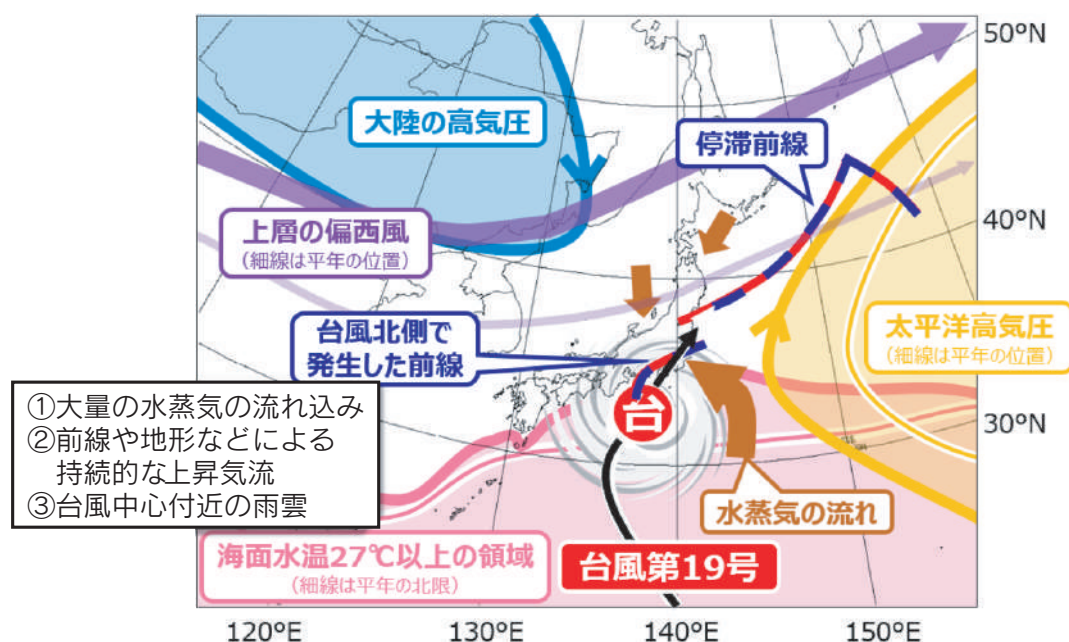 50°N
大陸の高気圧
停滞前線
40°N
上層の偏西風
(細線は平年の位置)
台風北側で
発生した前線
太平洋高気圧
(細線は平年の位置)
①大量の水蒸気の流れ込み
②前線や地形などによる
持続的な上昇気流
③台風中心付近の雨雲
台
30°N
水蒸気の流れ
海面水温27℃以上の領域
(細線は平年の北限)
台風第19号
120°E
130°E
140°E
150°E